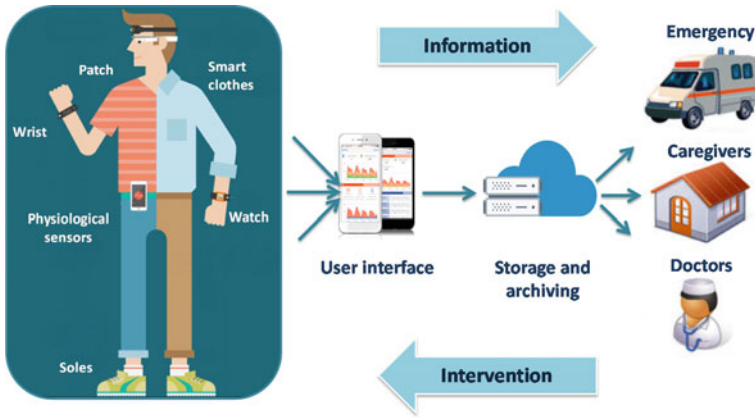 Patch
Smart
clothes
Wrist
Physiological
sensors
Watch
Soles
Information
User interface
Storage and
archiving
Intervention
Emergency
Caregivers
Doctors